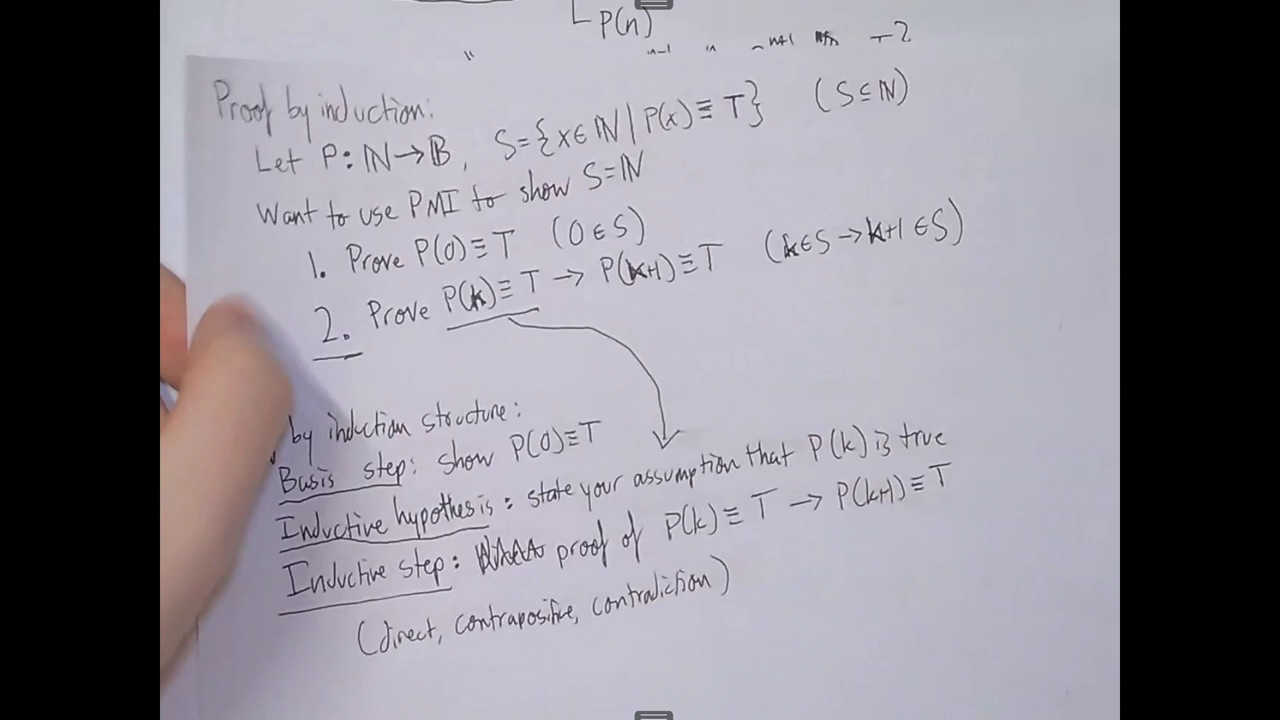 P(n)
n-1 n n+1
Proof by induction:
Let P: ℕ→𝔹, S={x∈ℕ | P(x)≡T} (S⊆ℕ)
Want to use PMI to show S=ℕ
1. Prove P(0)≡T (0∈S)
2. Prove P(k)≡T → P(k+1)≡T (k∈S → k+1∈S)
by induction structure:
Basis step: show P(0)≡T
Inductive hypothesis: state your assumption that P(k) is true
Inductive step: proof of P(k)≡T → P(k+1)≡T
(direct, contrapositive, contradiction)